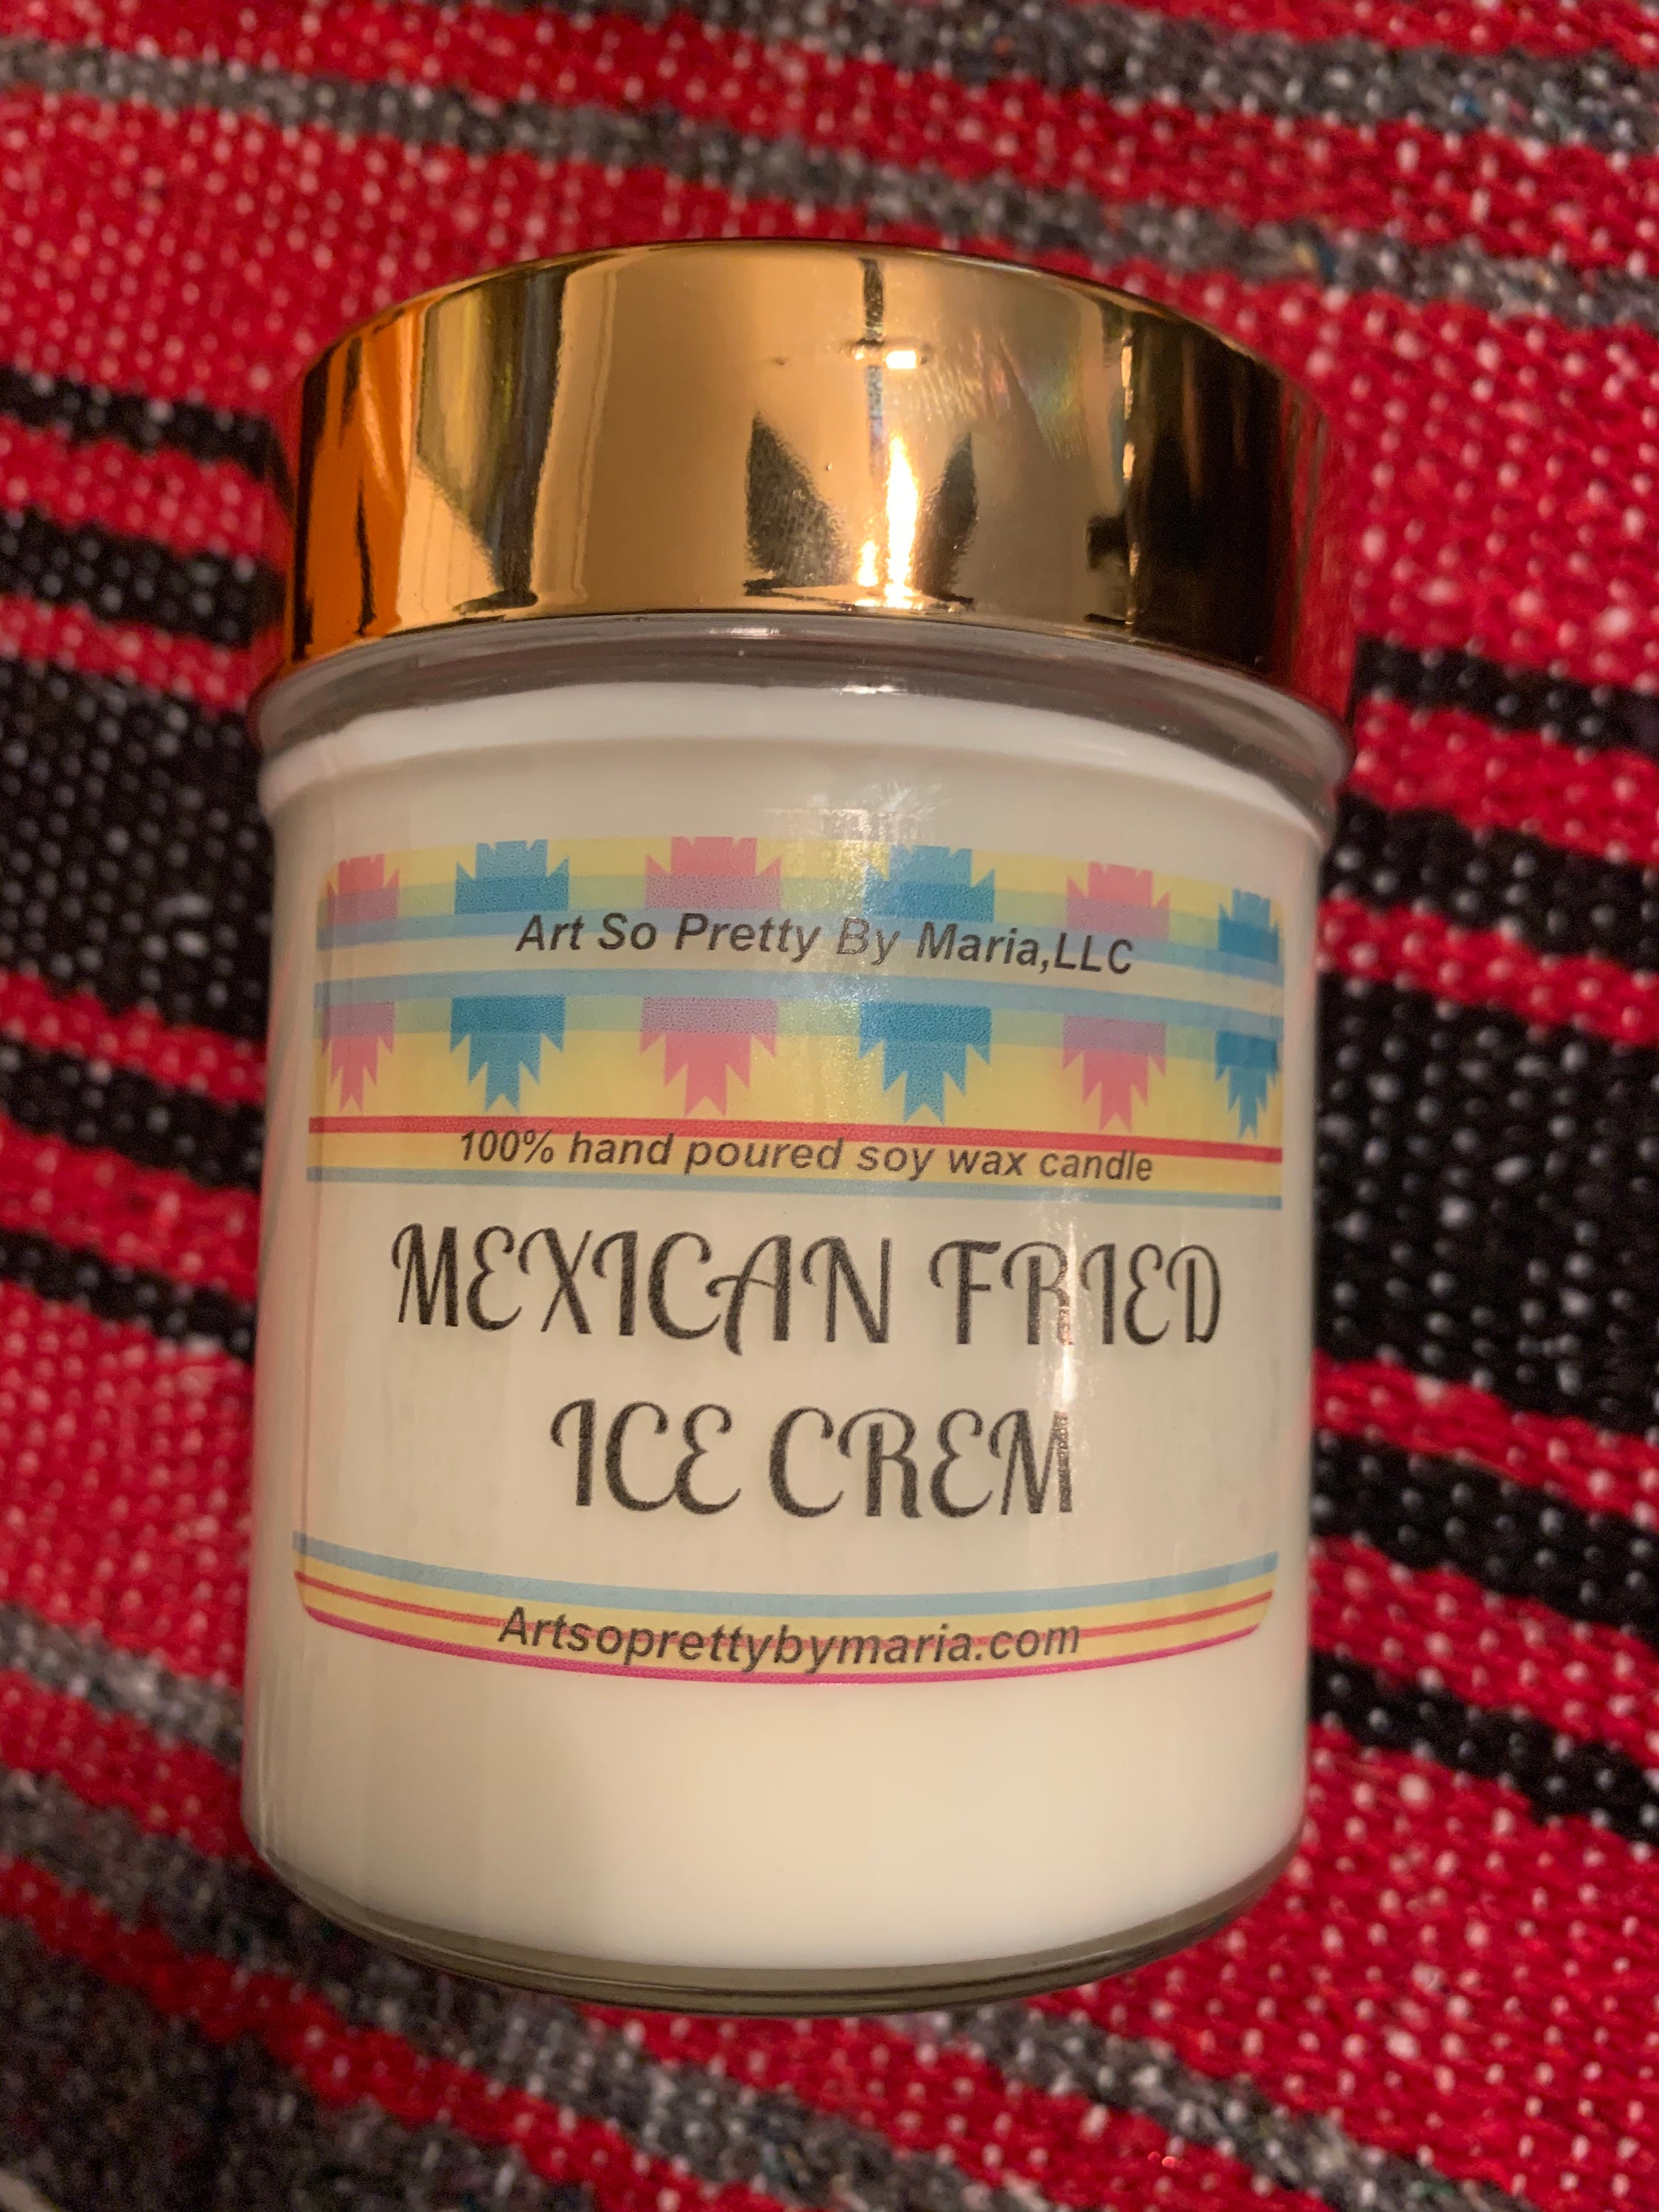 Art So Pretty By Maria,LLC
100% hand poured soy wax candle
MEXICAN FRIED
ICE CREM
Artsoprettybymaria.com